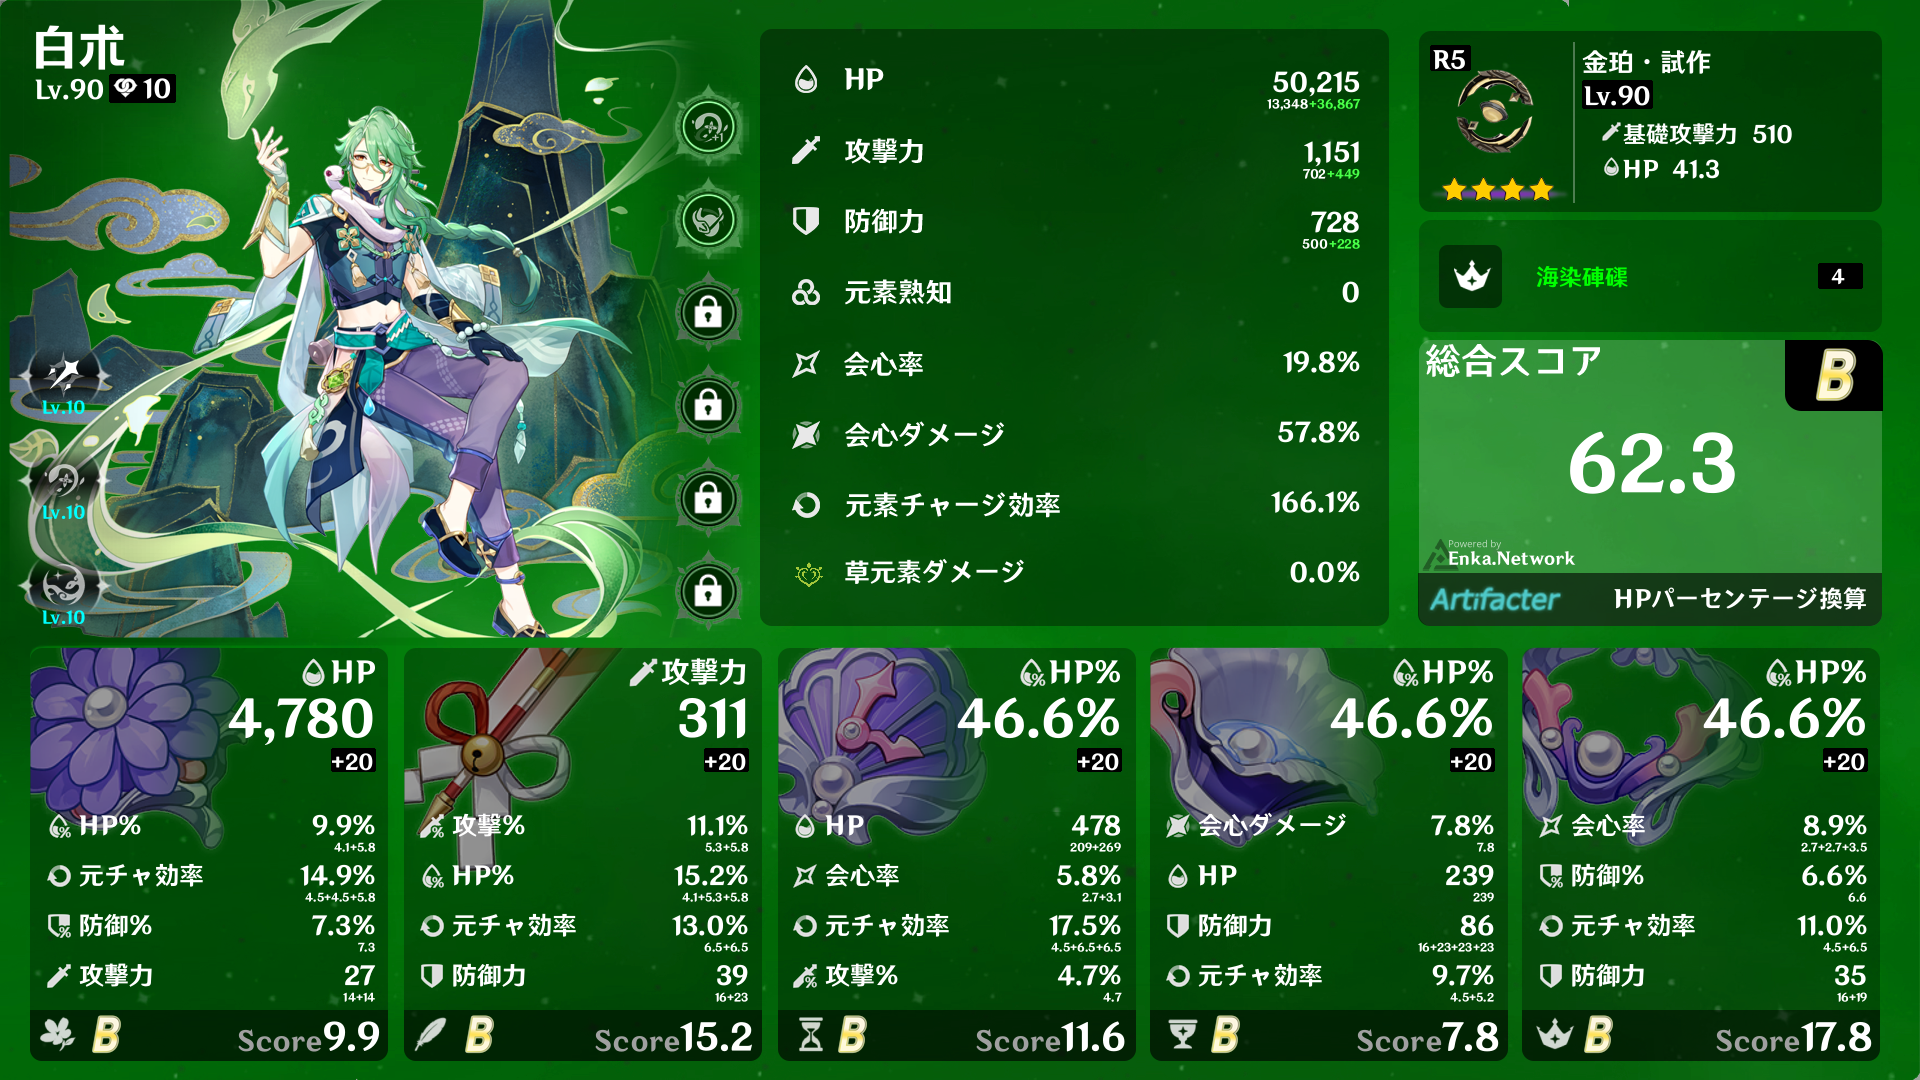 白朮
Lv.90 10
Lv.10
Lv.10
Lv.10
+1
HP 50,215
13,348+36,867
攻撃力 1,151
702+449
防御力 728
500+228
元素熟知 0
会心率 19.8%
会心ダメージ 57.8%
元素チャージ効率 166.1%
草元素ダメージ 0.0%
R5
金珀・試作
Lv.90
基礎攻撃力 510
HP 41.3
海染硨磲 4
総合スコア
B
62.3
Powered by
Enka.Network
Artifacter HPパーセンテージ換算
HP
4,780
+20
HP% 9.9%
4.1+5.8
元チャ効率 14.9%
4.5+4.5+5.8
防御% 7.3%
7.3
攻撃力 27
14+14
B Score9.9
攻撃力
311
+20
攻撃% 11.1%
5.3+5.8
HP% 15.2%
4.1+5.3+5.8
元チャ効率 13.0%
6.5+6.5
防御力 39
16+23
B Score15.2
HP%
46.6%
+20
HP 478
209+269
会心率 5.8%
2.7+3.1
元チャ効率 17.5%
4.5+6.5+6.5
攻撃% 4.7%
4.7
B Score11.6
HP%
46.6%
+20
会心ダメージ 7.8%
7.8
HP 239
239
防御力 86
16+23+23+23
元チャ効率 9.7%
4.5+5.2
B Score7.8
HP%
46.6%
+20
会心率 8.9%
2.7+2.7+3.5
防御% 6.6%
6.6
元チャ効率 11.0%
4.5+6.5
防御力 35
16+19
B Score17.8